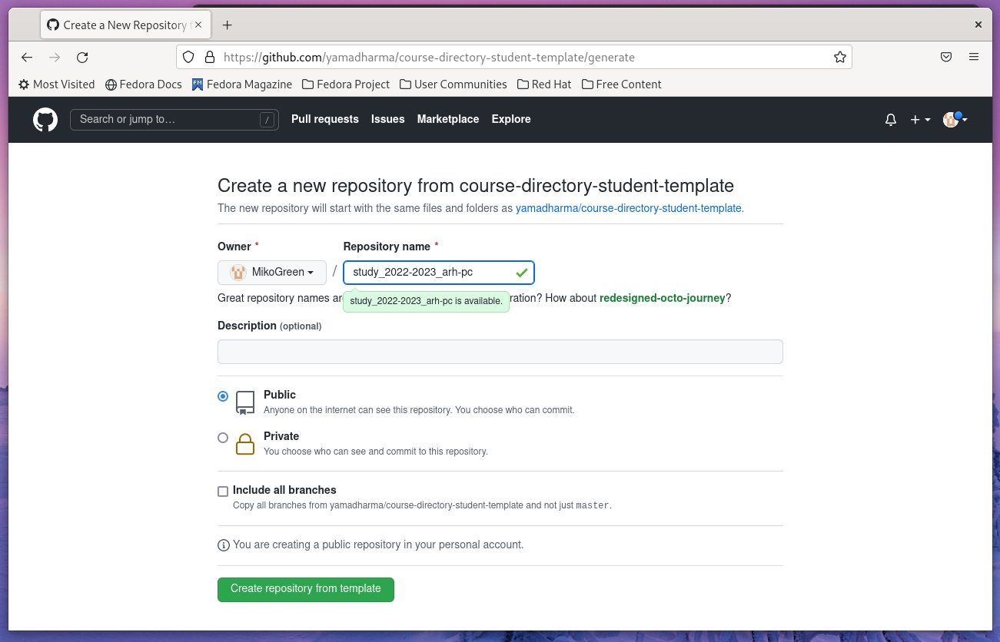 Create a New Repository
https://github.com/yamadharma/course-directory-student-template/generate
Most Visited Fedora Docs Fedora Magazine Fedora Project User Communities Red Hat Free Content
Search or jump to… / Pull requests Issues Marketplace Explore
Create a new repository from course-directory-student-template
The new repository will start with the same files and folders as yamadharma/course-directory-student-template.
Owner * Repository name *
MikoGreen / study_2022-2023_arh-pc
Great repository names ration? How about redesigned-octo-journey?
study_2022-2023_arh-pc is available.
Description (optional)
Public
Anyone on the internet can see this repository. You choose who can commit.
Private
You choose who can see and commit to this repository.
Include all branches
Copy all branches from yamadharma/course-directory-student-template and not just master.
You are creating a public repository in your personal account.
Create repository from template